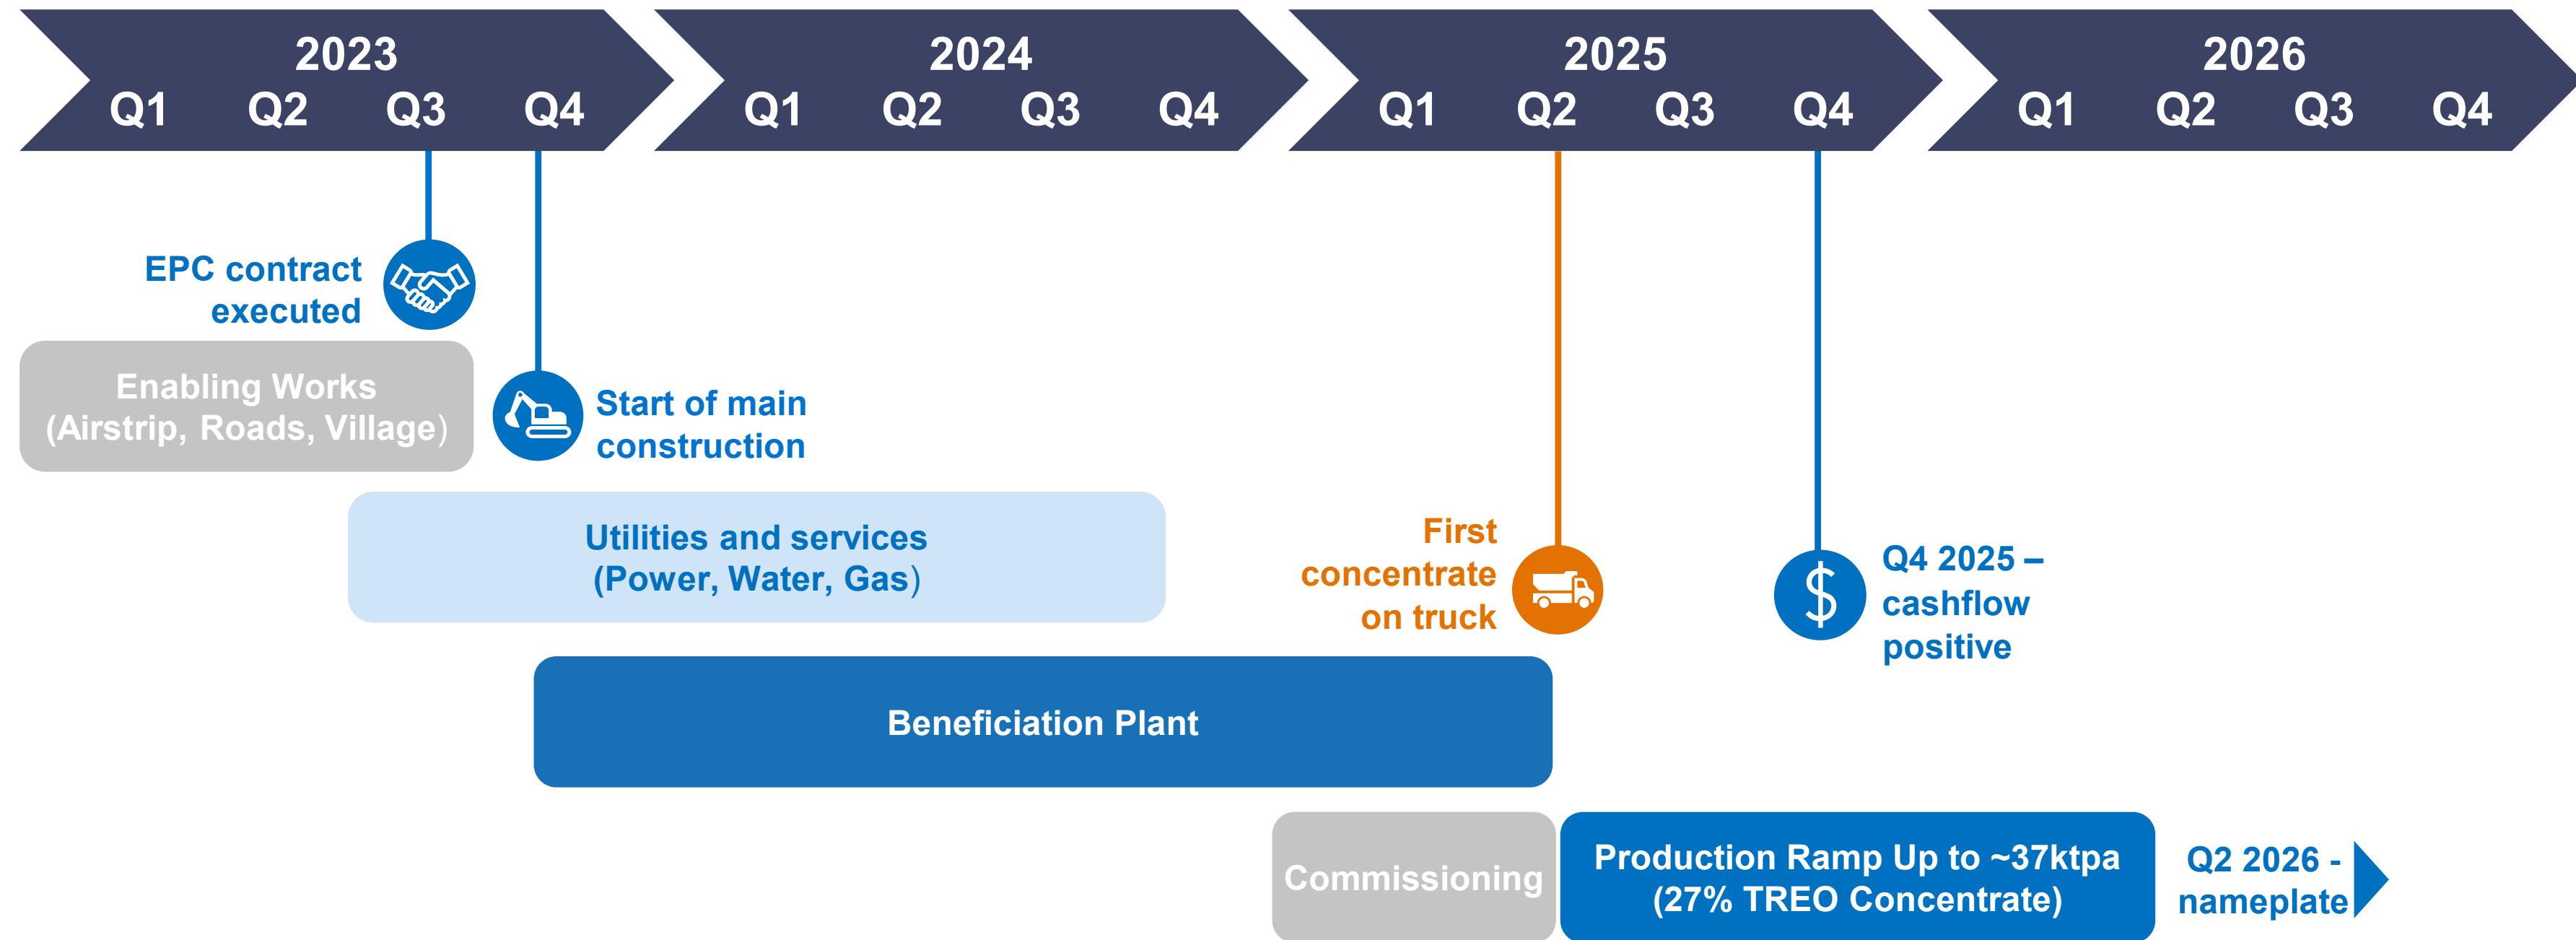 2023
Q1 Q2 Q3 Q4
2024
Q1 Q2 Q3 Q4
2025
Q1 Q2 Q3 Q4
2026
Q1 Q2 Q3 Q4
EPC contract
executed
Enabling Works
(Airstrip, Roads, Village)
Start of main
construction
Utilities and services
(Power, Water, Gas)
First
concentrate
on truck
$
Q4 2025 –
cashflow
positive
Beneficiation Plant
Commissioning
Production Ramp Up to ~37ktpa
(27% TREO Concentrate)
Q2 2026 -
nameplate